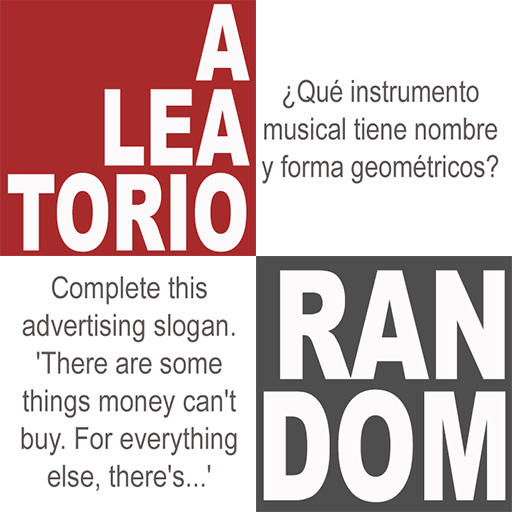 A
LEA
TORIO
¿Qué instrumento
musical tiene nombre
y forma geométricos?
Complete this
advertising slogan.
'There are some
things money can't
buy. For everything
else, there's...'
RAN
DOM